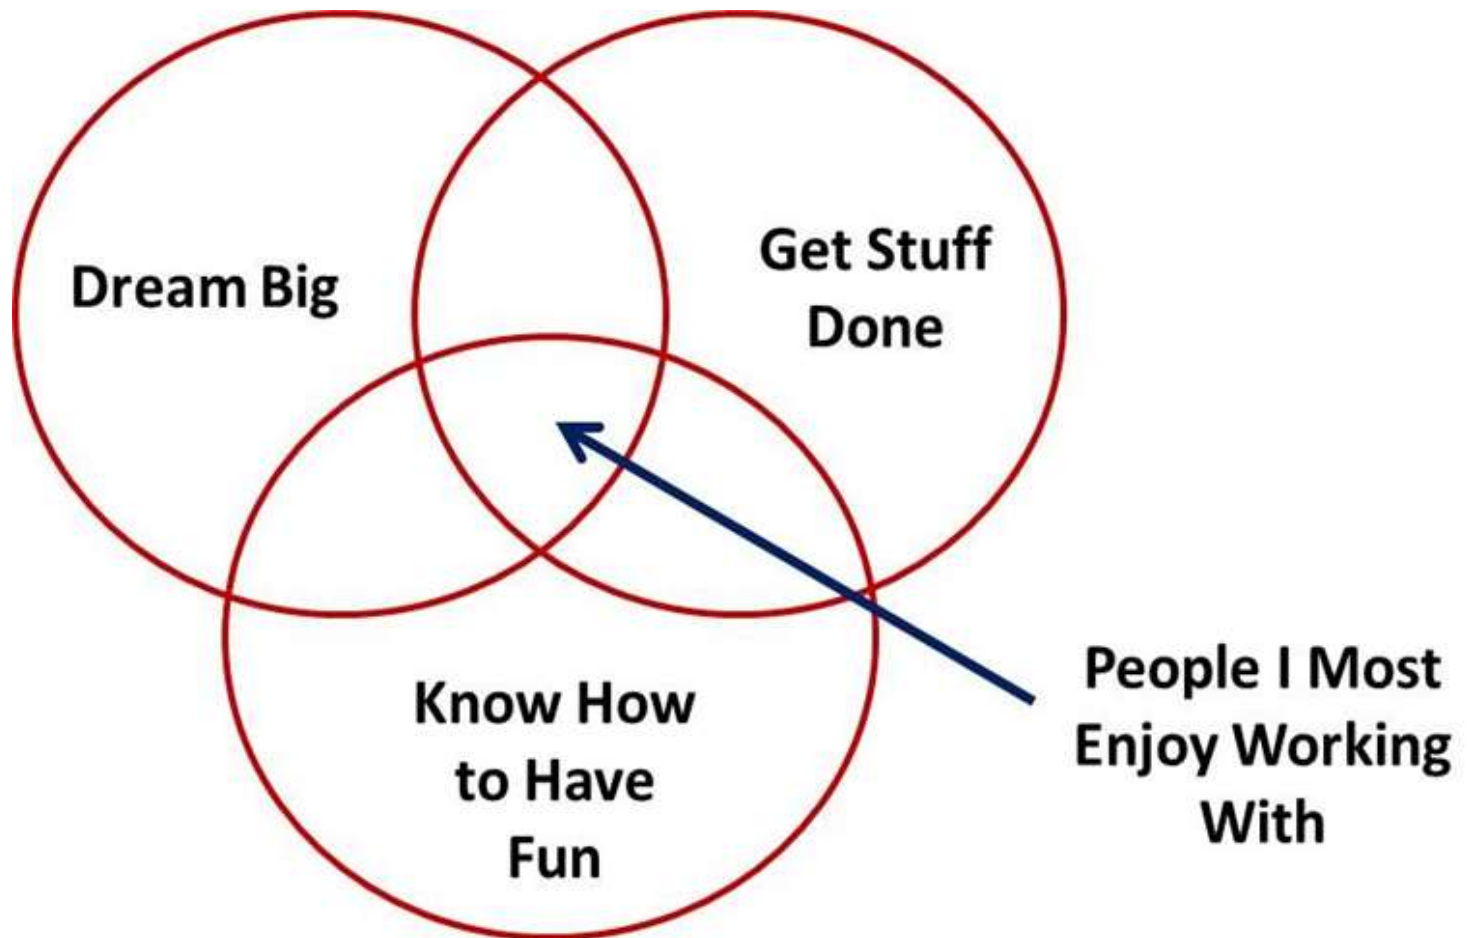 Dream Big
Get Stuff
Done
Know How
to Have
Fun
People I Most
Enjoy Working
With